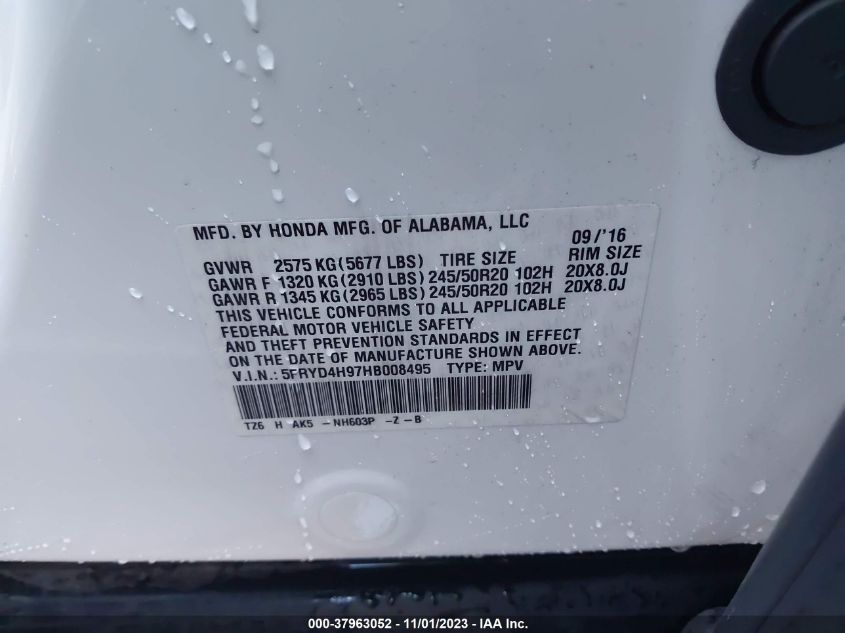 MFD. BY HONDA MFG. OF ALABAMA, LLC 09/'16
GVWR 2575 KG(5677 LBS) TIRE SIZE RIM SIZE
GAWR F 1320 KG(2910 LBS)245/50R20 102H 20X8.0J
GAWR R 1345 KG(2965 LBS)245/50R20 102H 20X8.0J
THIS VEHICLE CONFORMS TO ALL APPLICABLE
FEDERAL MOTOR VEHICLE SAFETY
AND THEFT PREVENTION STANDARDS IN EFFECT
ON THE DATE OF MANUFACTURE SHOWN ABOVE.
V.I.N.: 5FRYD4H97HB008495 TYPE: MPV
TZ6 H AK5 -NH603P -Z-B
000-37963052 - 11/01/2023 - IAA Inc.